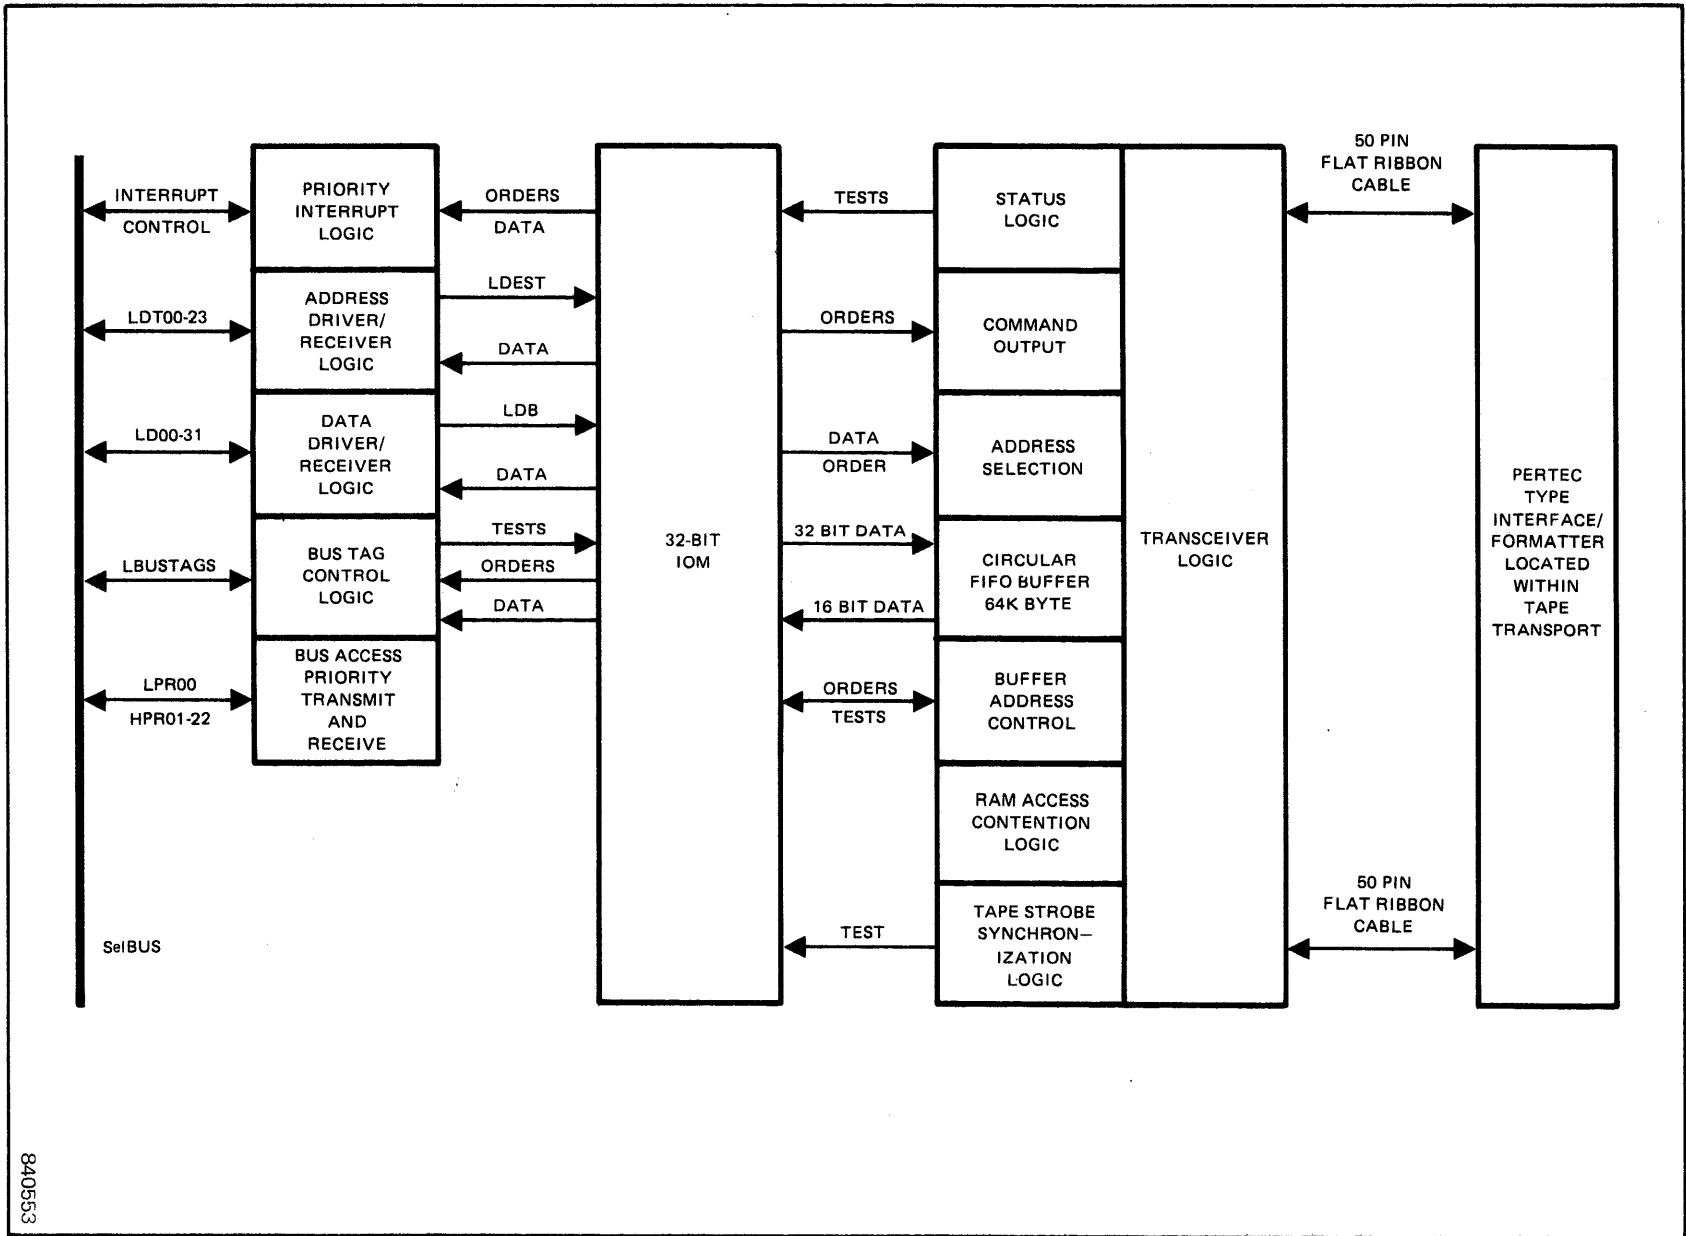 INTERRUPT
CONTROL
LDT00-23
LD00-31
LBUSTAGS
LPR00
HPR01-22
SelBUS
PRIORITY
INTERRUPT
LOGIC
ADDRESS
DRIVER/
RECEIVER
LOGIC
DATA
DRIVER/
RECEIVER
LOGIC
BUS TAG
CONTROL
LOGIC
BUS ACCESS
PRIORITY
TRANSMIT
AND
RECEIVE
ORDERS
DATA
LDEST
DATA
LDB
DATA
TESTS
ORDERS
DATA
32-BIT
IOM
TESTS
ORDERS
DATA
ORDER
32 BIT DATA
16 BIT DATA
ORDERS
TESTS
TEST
STATUS
LOGIC
COMMAND
OUTPUT
ADDRESS
SELECTION
CIRCULAR
FIFO BUFFER
64K BYTE
BUFFER
ADDRESS
CONTROL
RAM ACCESS
CONTENTION
LOGIC
TAPE STROBE
SYNCHRON-
IZATION
LOGIC
TRANSCEIVER
LOGIC
50 PIN
FLAT RIBBON
CABLE
50 PIN
FLAT RIBBON
CABLE
PERTEC
TYPE
INTERFACE/
FORMATTER
LOCATED
WITHIN
TAPE
TRANSPORT
840553